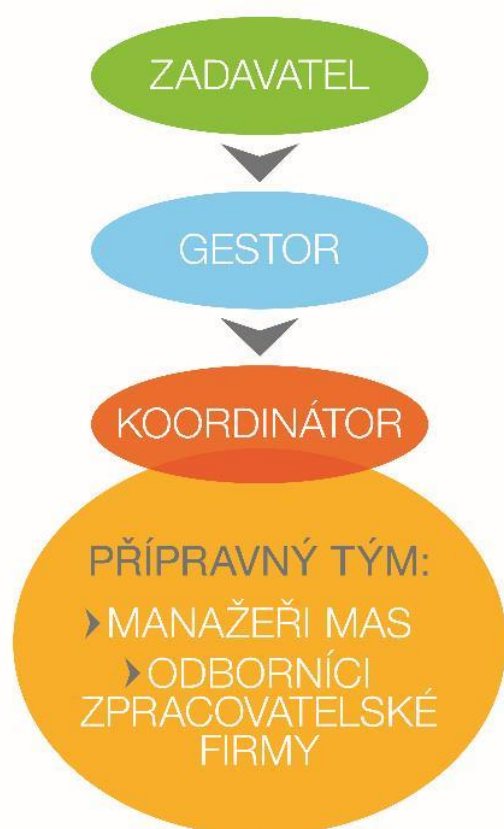 ZADAVATEL
GESTOR
KOORDINÁTOR
PŘÍPRAVNÝ TÝM:
MANAŽEŘI MAS
ODBORNÍCI
ZPRACOVATELSKÉ
FIRMY